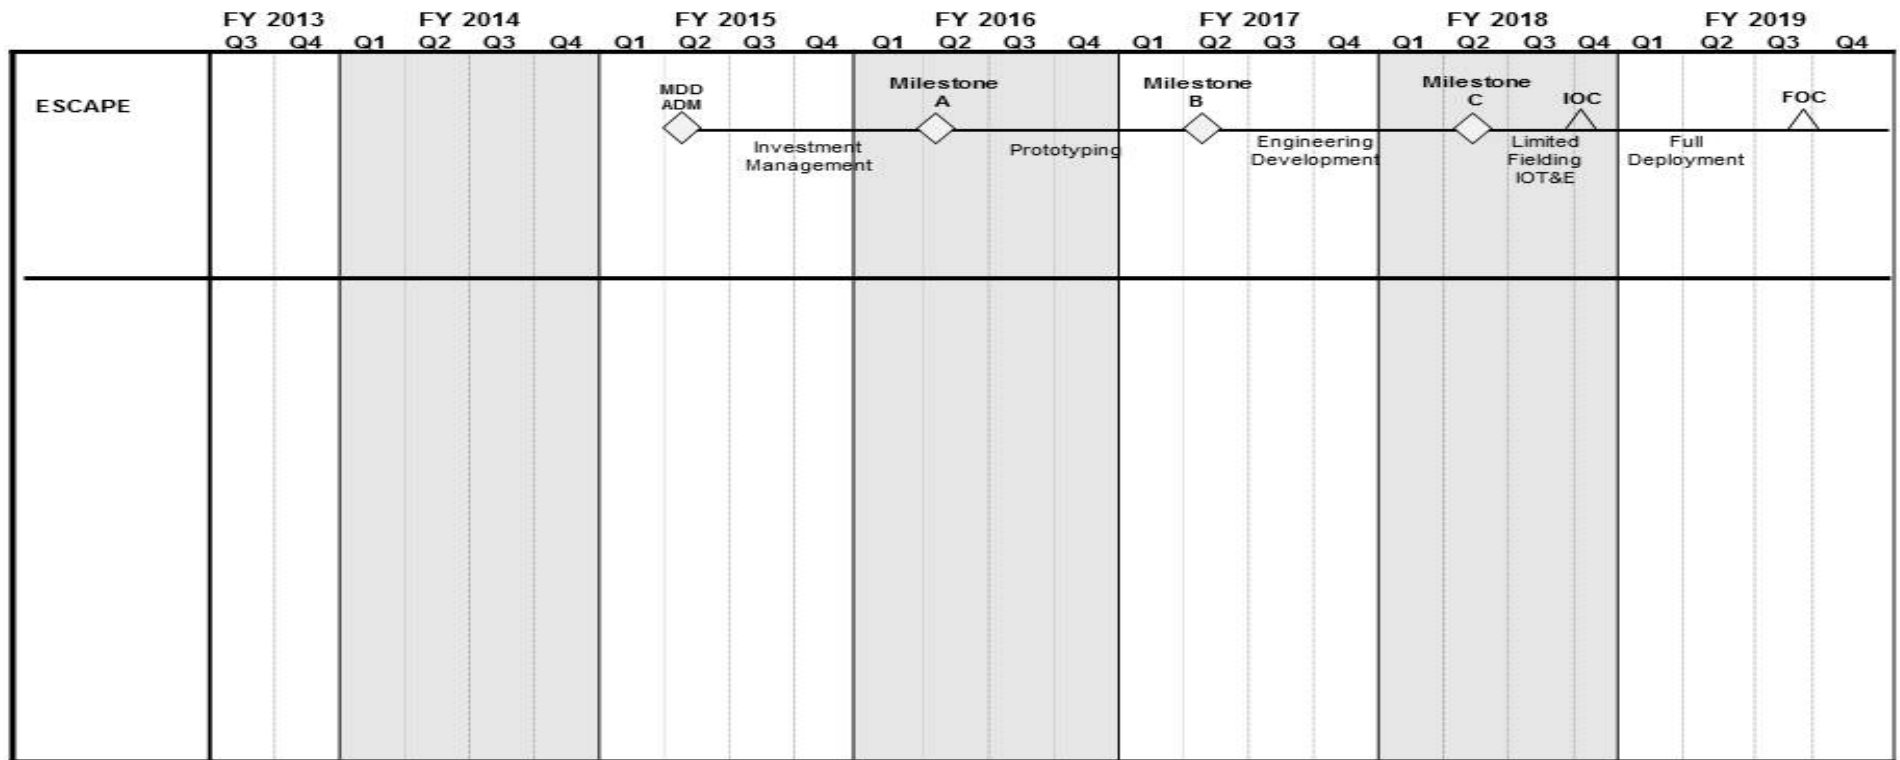 FY 2013 FY 2014 FY 2015 FY 2016 FY 2017 FY 2018 FY 2019
Q3 Q4 Q1 Q2 Q3 Q4 Q1 Q2 Q3 Q4 Q1 Q2 Q3 Q4 Q1 Q2 Q3 Q4 Q1 Q2 Q3 Q4 Q1 Q2 Q3 Q4
ESCAPE
MDD
ADM
Milestone
A
Milestone
B
Milestone
C
IOC
FOC
Investment
Management
Prototyping
Engineering
Development
Limited
Fielding
IOT&E
Full
Deployment